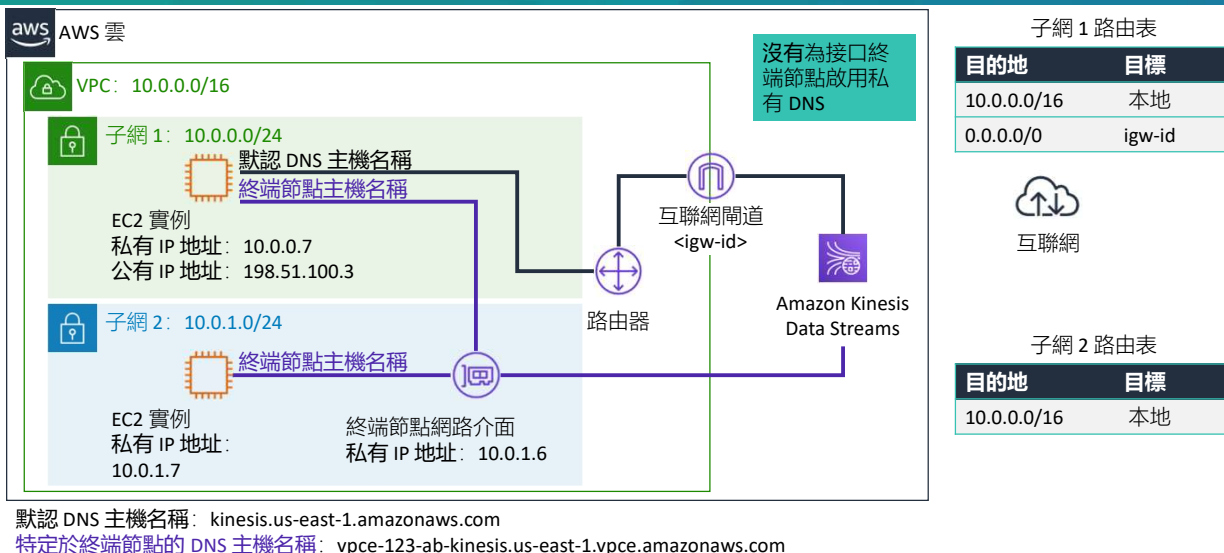 aws AWS 雲
VPC：10.0.0.0/16
子網 1：10.0.0.0/24
默認 DNS 主機名稱
終端節點主機名稱
EC2 實例
私有 IP 地址：10.0.0.7
公有 IP 地址：198.51.100.3
子網 2：10.0.1.0/24
終端節點主機名稱
EC2 實例
私有 IP 地址：
10.0.1.7
終端節點網路介面
私有 IP 地址：10.0.1.6
沒有為接口終
端節點啟用私
有 DNS
路由器
互聯網閘道
<igw-id>
Amazon Kinesis
Data Streams
子網 1 路由表
目的地 目標
10.0.0.0/16 本地
0.0.0.0/0 igw-id
互聯網
子網 2 路由表
目的地 目標
10.0.0.0/16 本地
默認 DNS 主機名稱：kinesis.us-east-1.amazonaws.com
特定於終端節點的 DNS 主機名稱：vpce-123-ab-kinesis.us-east-1.vpce.amazonaws.com